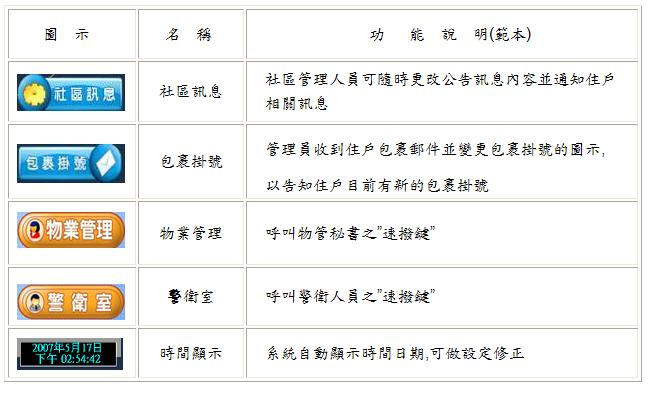 圖 示 名 稱 功 能 說 明(範本)
社區訊息 社區訊息 社區管理人員可隨時更改公告訊息內容並通知住戶
相關訊息
包裹掛號 包裹掛號 管理員收到住戶包裹郵件並變更包裹掛號的圖示,
以告知住戶目前有新的包裹掛號
物業管理 物業管理 呼叫物管秘書之”速撥鍵”
警衛室 警衛室 呼叫警衛人員之”速撥鍵”
2007年5月17日
下午 02:54:42 時間顯示 系統自動顯示時間日期,可做設定修正